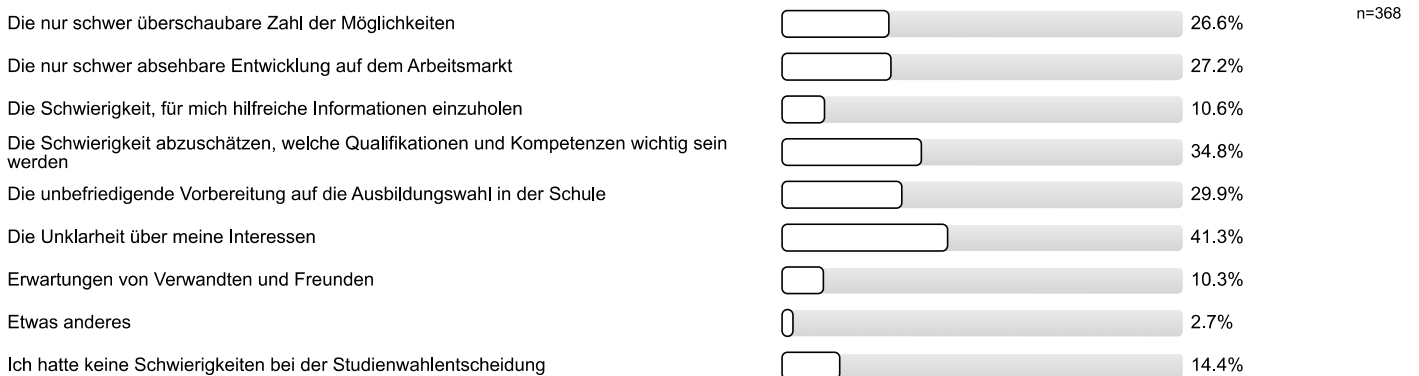 Die nur schwer überschaubare Zahl der Möglichkeiten 26.6% n=368
Die nur schwer absehbare Entwicklung auf dem Arbeitsmarkt 27.2%
Die Schwierigkeit, für mich hilfreiche Informationen einzuholen 10.6%
Die Schwierigkeit abzuschätzen, welche Qualifikationen und Kompetenzen wichtig sein
werden 34.8%
Die unbefriedigende Vorbereitung auf die Ausbildungswahl in der Schule 29.9%
Die Unklarheit über meine Interessen 41.3%
Erwartungen von Verwandten und Freunden 10.3%
Etwas anderes 2.7%
Ich hatte keine Schwierigkeiten bei der Studienwahlentscheidung 14.4%